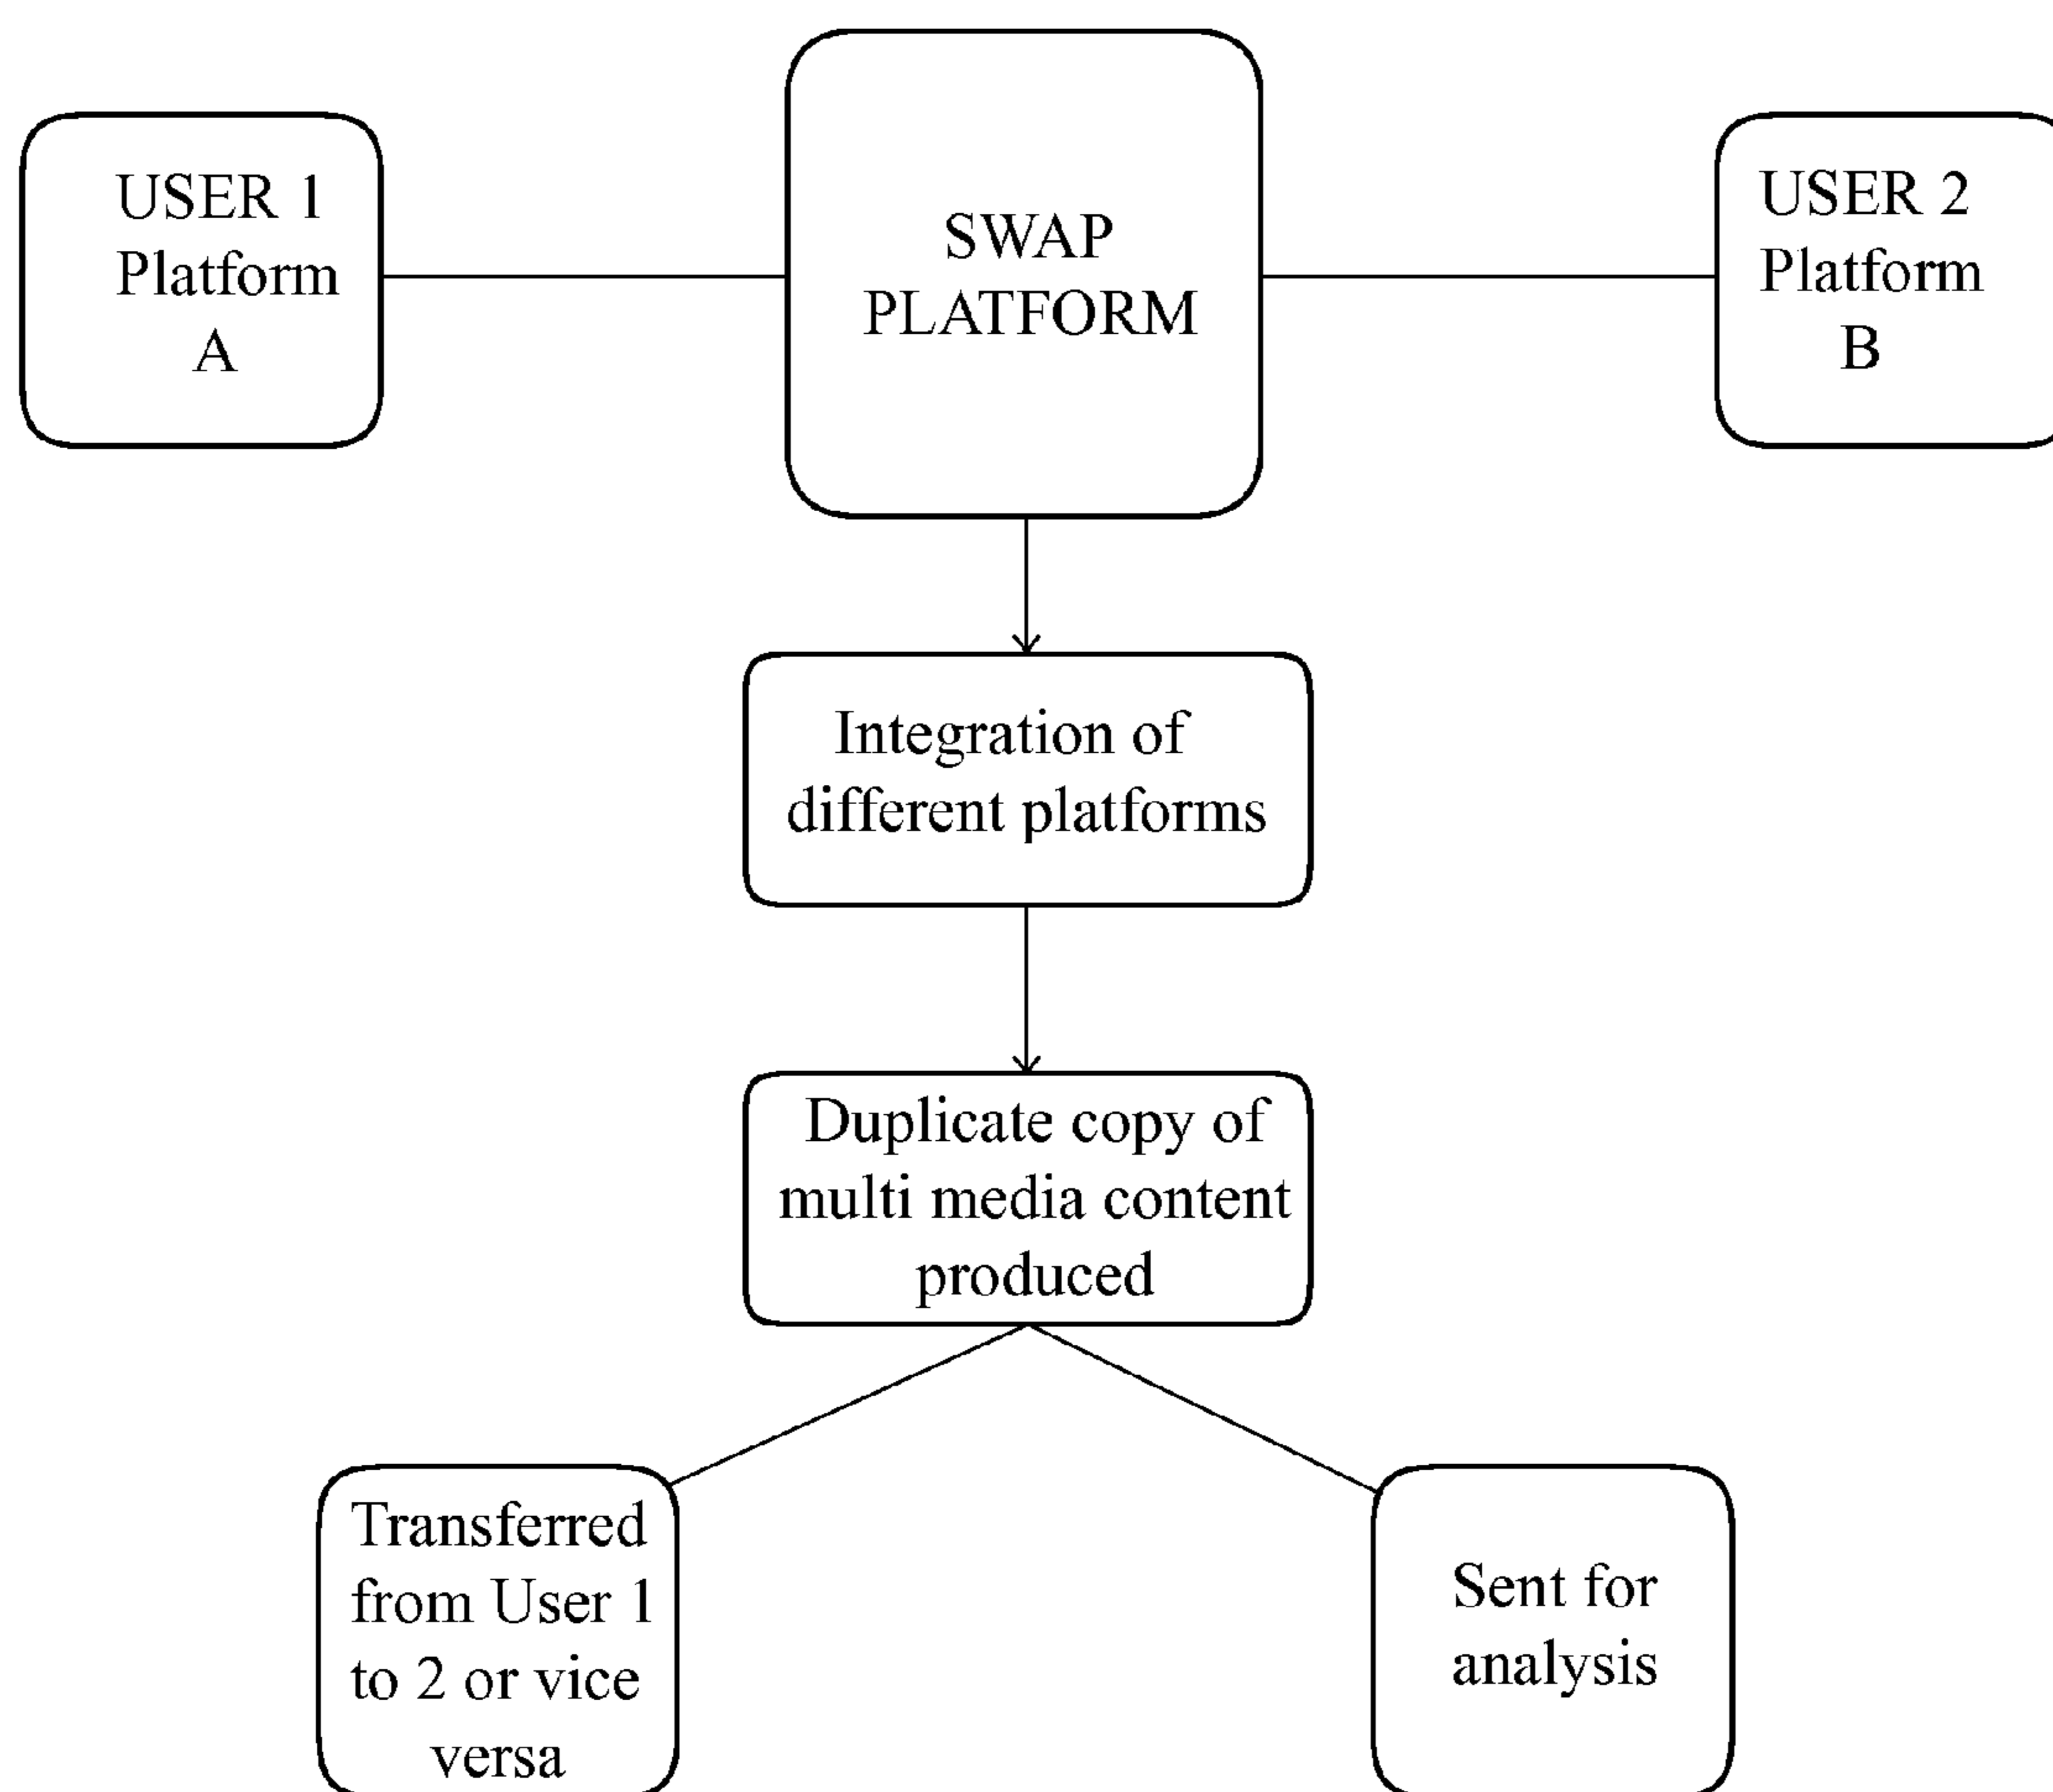 USER 1
Platform
A
SWAP
PLATFORM
USER 2
Platform
B
Integration of
different platforms
Duplicate copy of
multi media content
produced
Transferred
from User 1
to 2 or vice
versa
Sent for
analysis